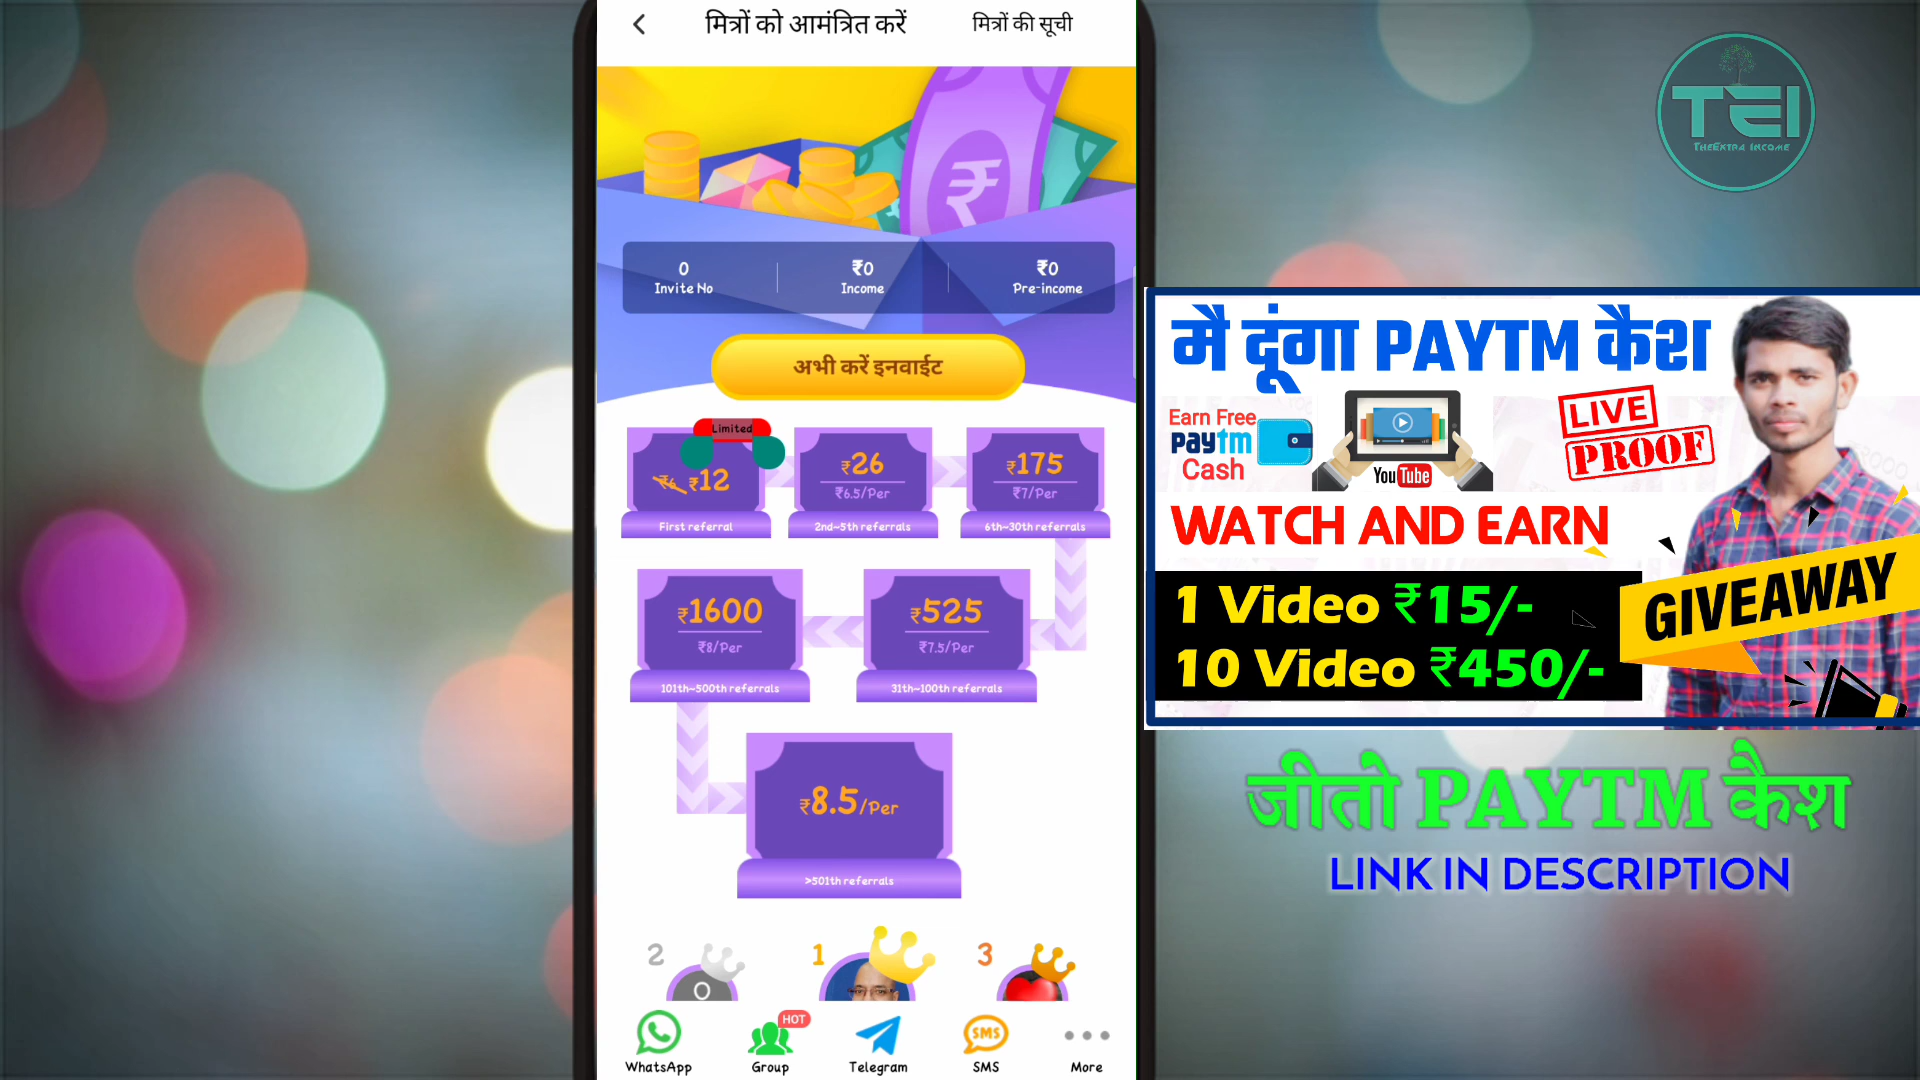 मित्रों को आमंत्रित करें
मित्रों की सूची
0
Invite No
₹0
Income
₹0
Pre-income
अभी करें इनवाईट
Limited
₹6 ₹12
First referral
₹26
₹6.5/Per
2nd~5th referrals
₹175
₹7/Per
6th~30th referrals
₹1600
₹8/Per
101th~500th referrals
₹525
₹7.5/Per
31th~100th referrals
₹8.5/Per
>501th referrals
2
1
3
O
WhatsApp
HOT
Group
Telegram
SMS
SMS
More
TEI
TheExtra Income
मै दूंगा PAYTM कैश
Earn Free
paytm
Cash
YouTube
LIVE
PROOF
WATCH AND EARN
1 Video ₹15/-
10 Video ₹450/-
GIVEAWAY
जीतो PAYTM कैश
LINK IN DESCRIPTION